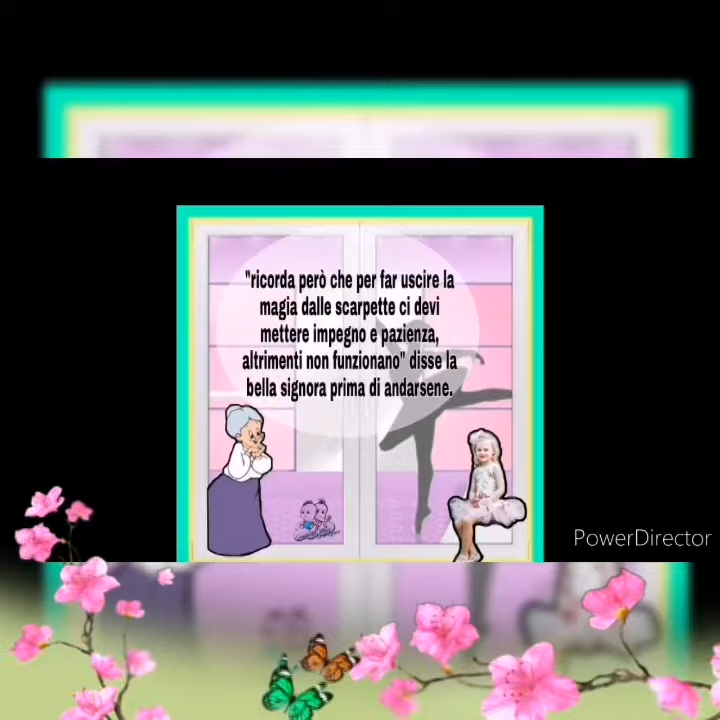 "ricorda però che per far uscire la
magia dalle scarpette ci devi
mettere impegno e pazienza,
altrimenti non funzionano" disse la
bella signora prima di andarsene.
PowerDirector